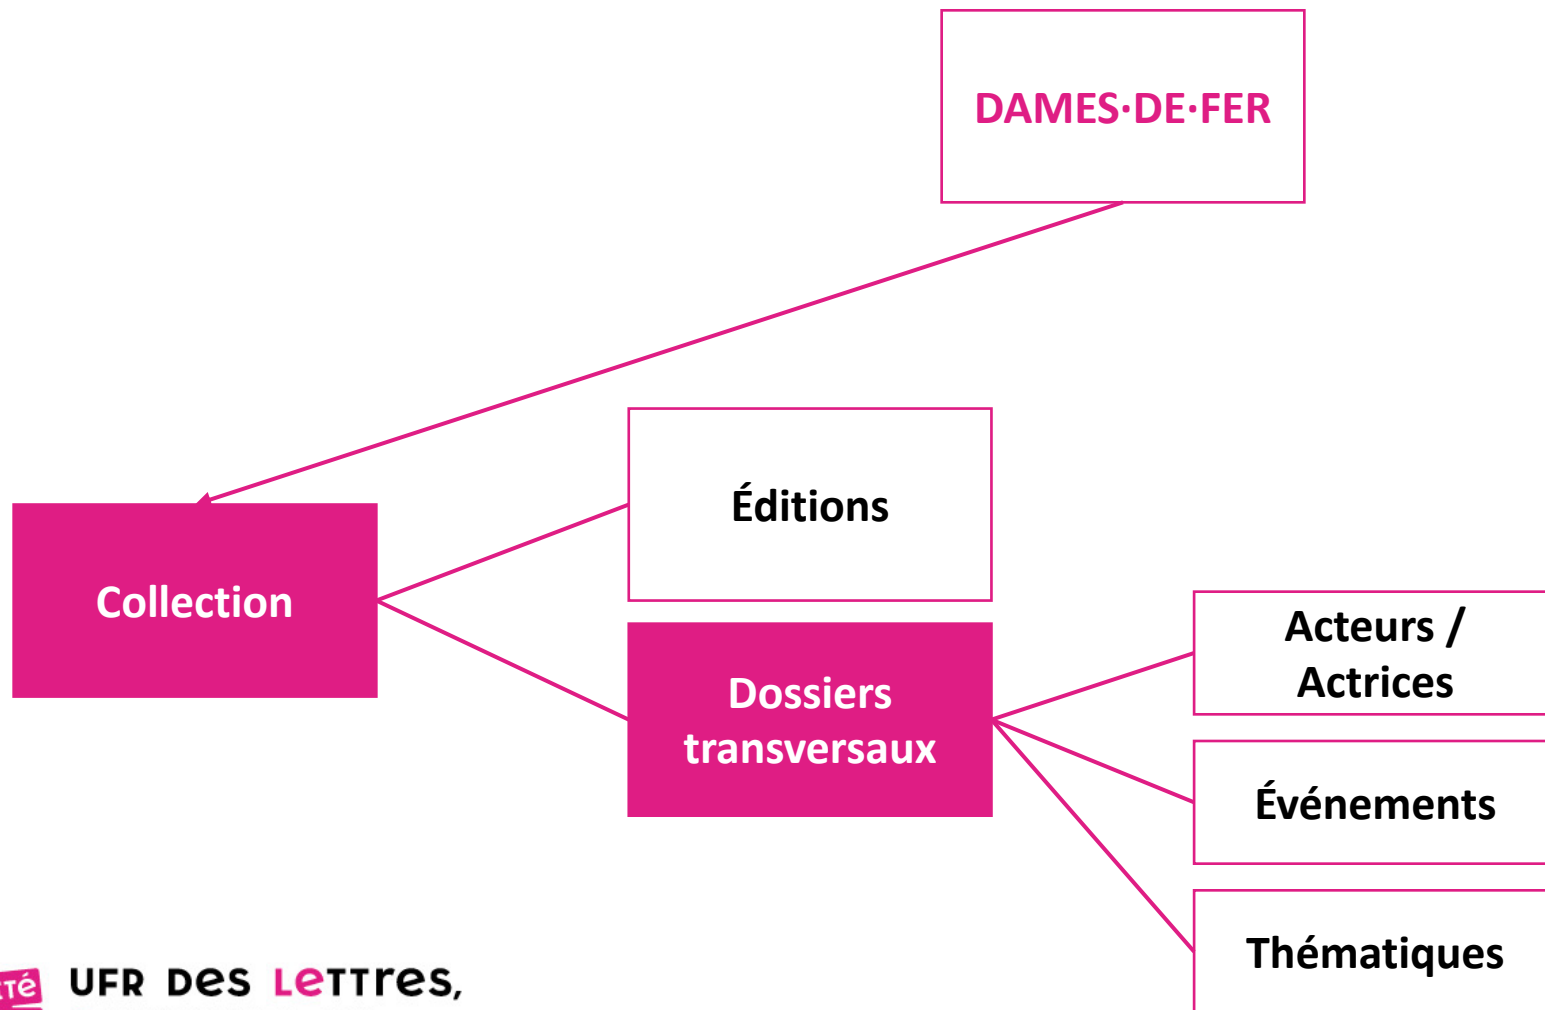 DAMES·DE·FER
Éditions
Collection
Dossiers
transversaux
Acteurs /
Actrices
Événements
Thématiques
UFR DES LETTRES,